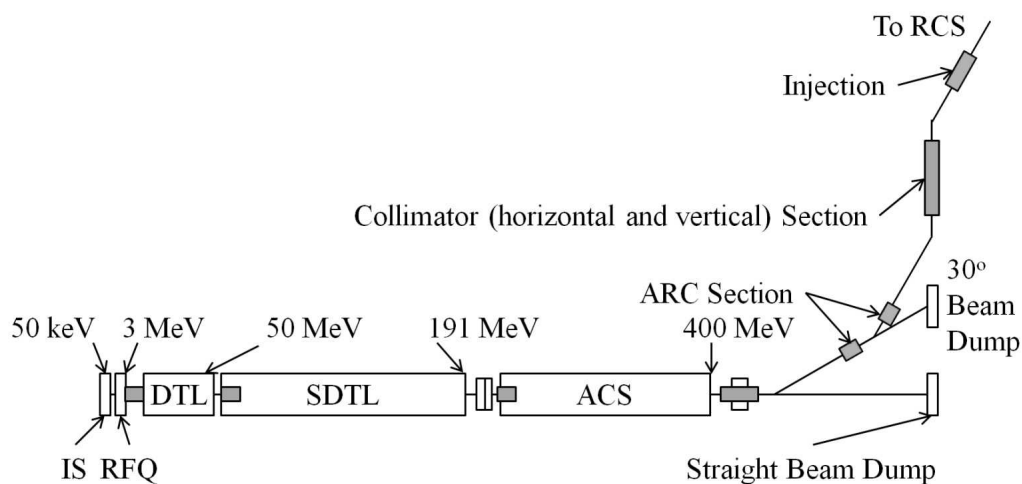 To RCS
Injection
Collimator (horizontal and vertical) Section
30º
Beam
Dump
ARC Section
50 keV
3 MeV
50 MeV
191 MeV
400 MeV
DTL
SDTL
ACS
IS
RFQ
Straight Beam Dump